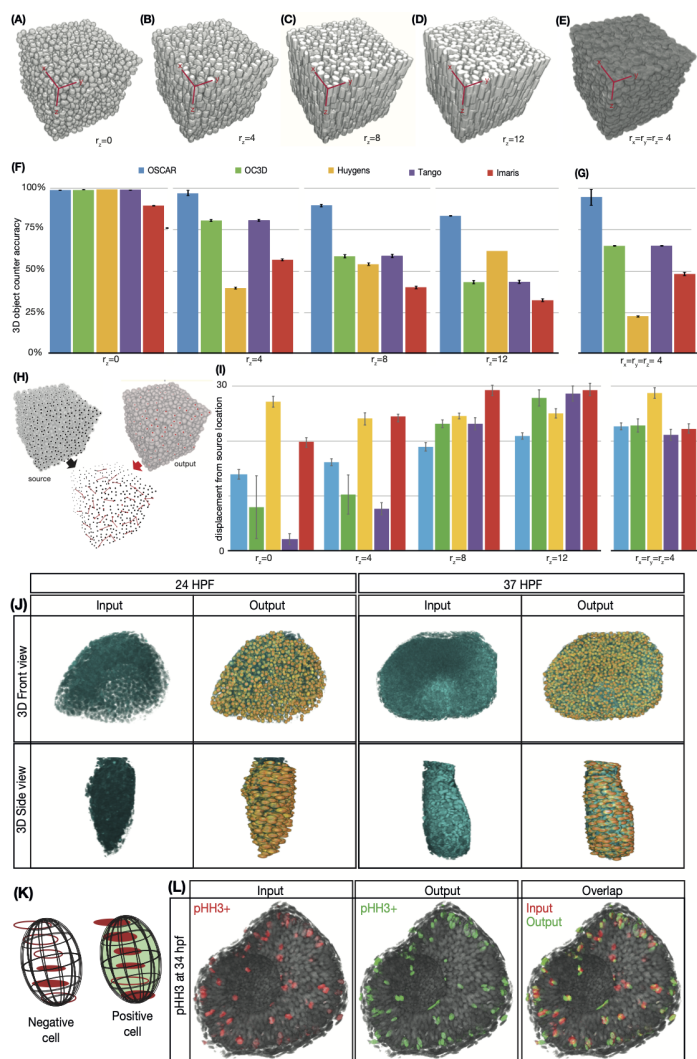 (A)
(B)
(C)
(D)
(E)
rz=0
rz=4
rz=8
rz=12
rx=ry=rz= 4
(F)
OSCAR
OC3D
Huygens
Tango
Imaris
(G)
3D object counter accuracy
100%
75%
50%
25%
0%
rz=0
rz=4
rz=8
rz=12
rx=ry=rz= 4
(H)
source
output
(I)
displacement from source location
30
0
rz=0
rz=4
rz=8
rz=12
rx=ry=rz=4
24 HPF
37 HPF
(J)
Input
Output
Input
Output
3D Front view
3D Side view
(K)
Negative
cell
Positive
cell
(L)
Input
Output
Overlap
pHH3 at 34 hpf
pHH3+
pHH3+
Input
Output